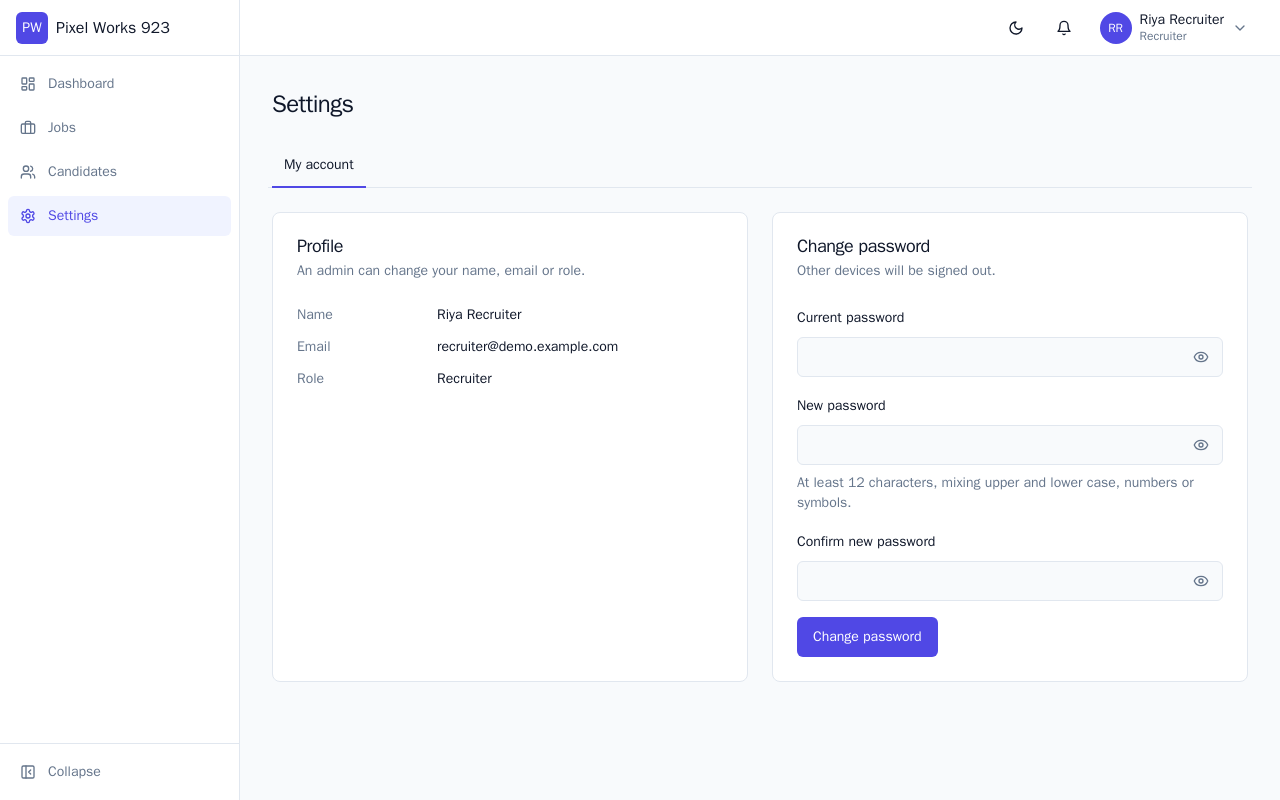 PW Pixel Works 923
RR
Riya Recruiter
Recruiter
Dashboard
Jobs
Candidates
Settings
Collapse
Settings
My account
Profile
An admin can change your name, email or role.
Name Riya Recruiter
Email recruiter@demo.example.com
Role Recruiter
Change password
Other devices will be signed out.
Current password
New password
At least 12 characters, mixing upper and lower case, numbers or
symbols.
Confirm new password
Change password